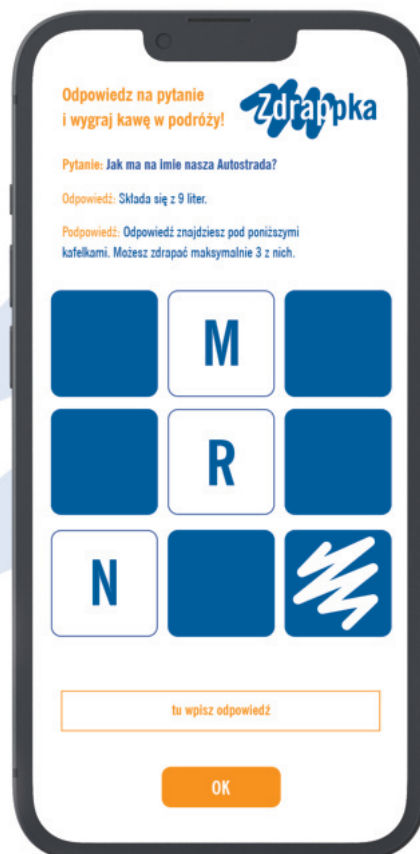 Odpowiedz na pytanie
i wygraj kawę w podróży!
Zdrappka
Pytanie: Jak ma na imie nasza Autostrada?
Odpowiedź: Składa się z 9 liter.
Podpowiedź: Odpowiedź znajdziesz pod poniższymi
kafelkami. Możesz zdrapać maksymalnie 3 z nich.
M
R
N
tu wpisz odpowiedź
OK